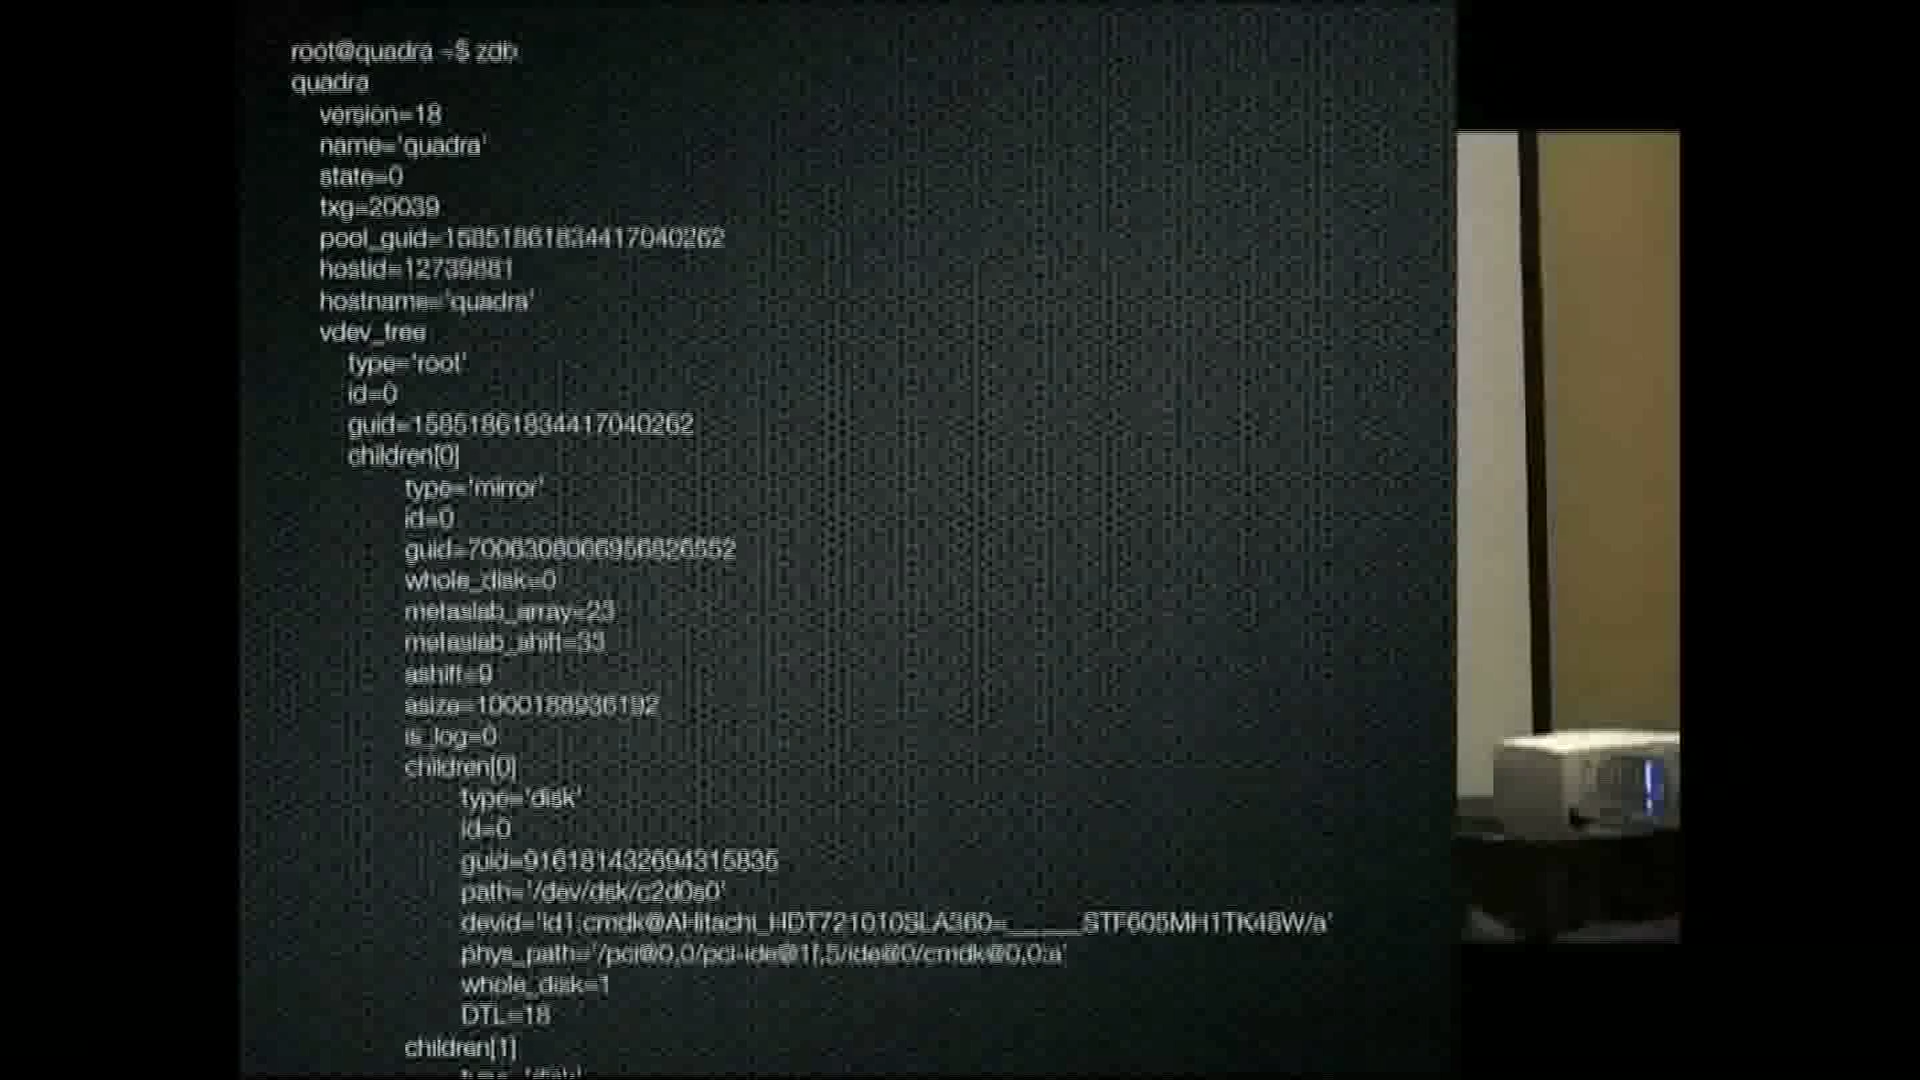 root@quadra ~$ zdb
quadra
version=18
name='quadra'
state=0
txg=20039
pool_guid=15851861834417040262
hostid=12739881
hostname='quadra'
vdev_tree
type='root'
id=0
guid=15851861834417040262
children[0]
type='mirror'
id=0
guid=7006308006956826552
whole_disk=0
metaslab_array=23
metaslab_shift=33
ashift=9
asize=1000188936192
is_log=0
children[0]
type='disk'
id=0
guid=916181432694315835
path='/dev/dsk/c2d0s0'
devid='id1,cmdk@AHitachi_HDT721010SLA360=______STF605MH1TK48W/a'
phys_path='/pci@0,0/pci-ide@1f,5/ide@0/cmdk@0,0:a'
whole_disk=1
DTL=18
children[1]
type='disk'